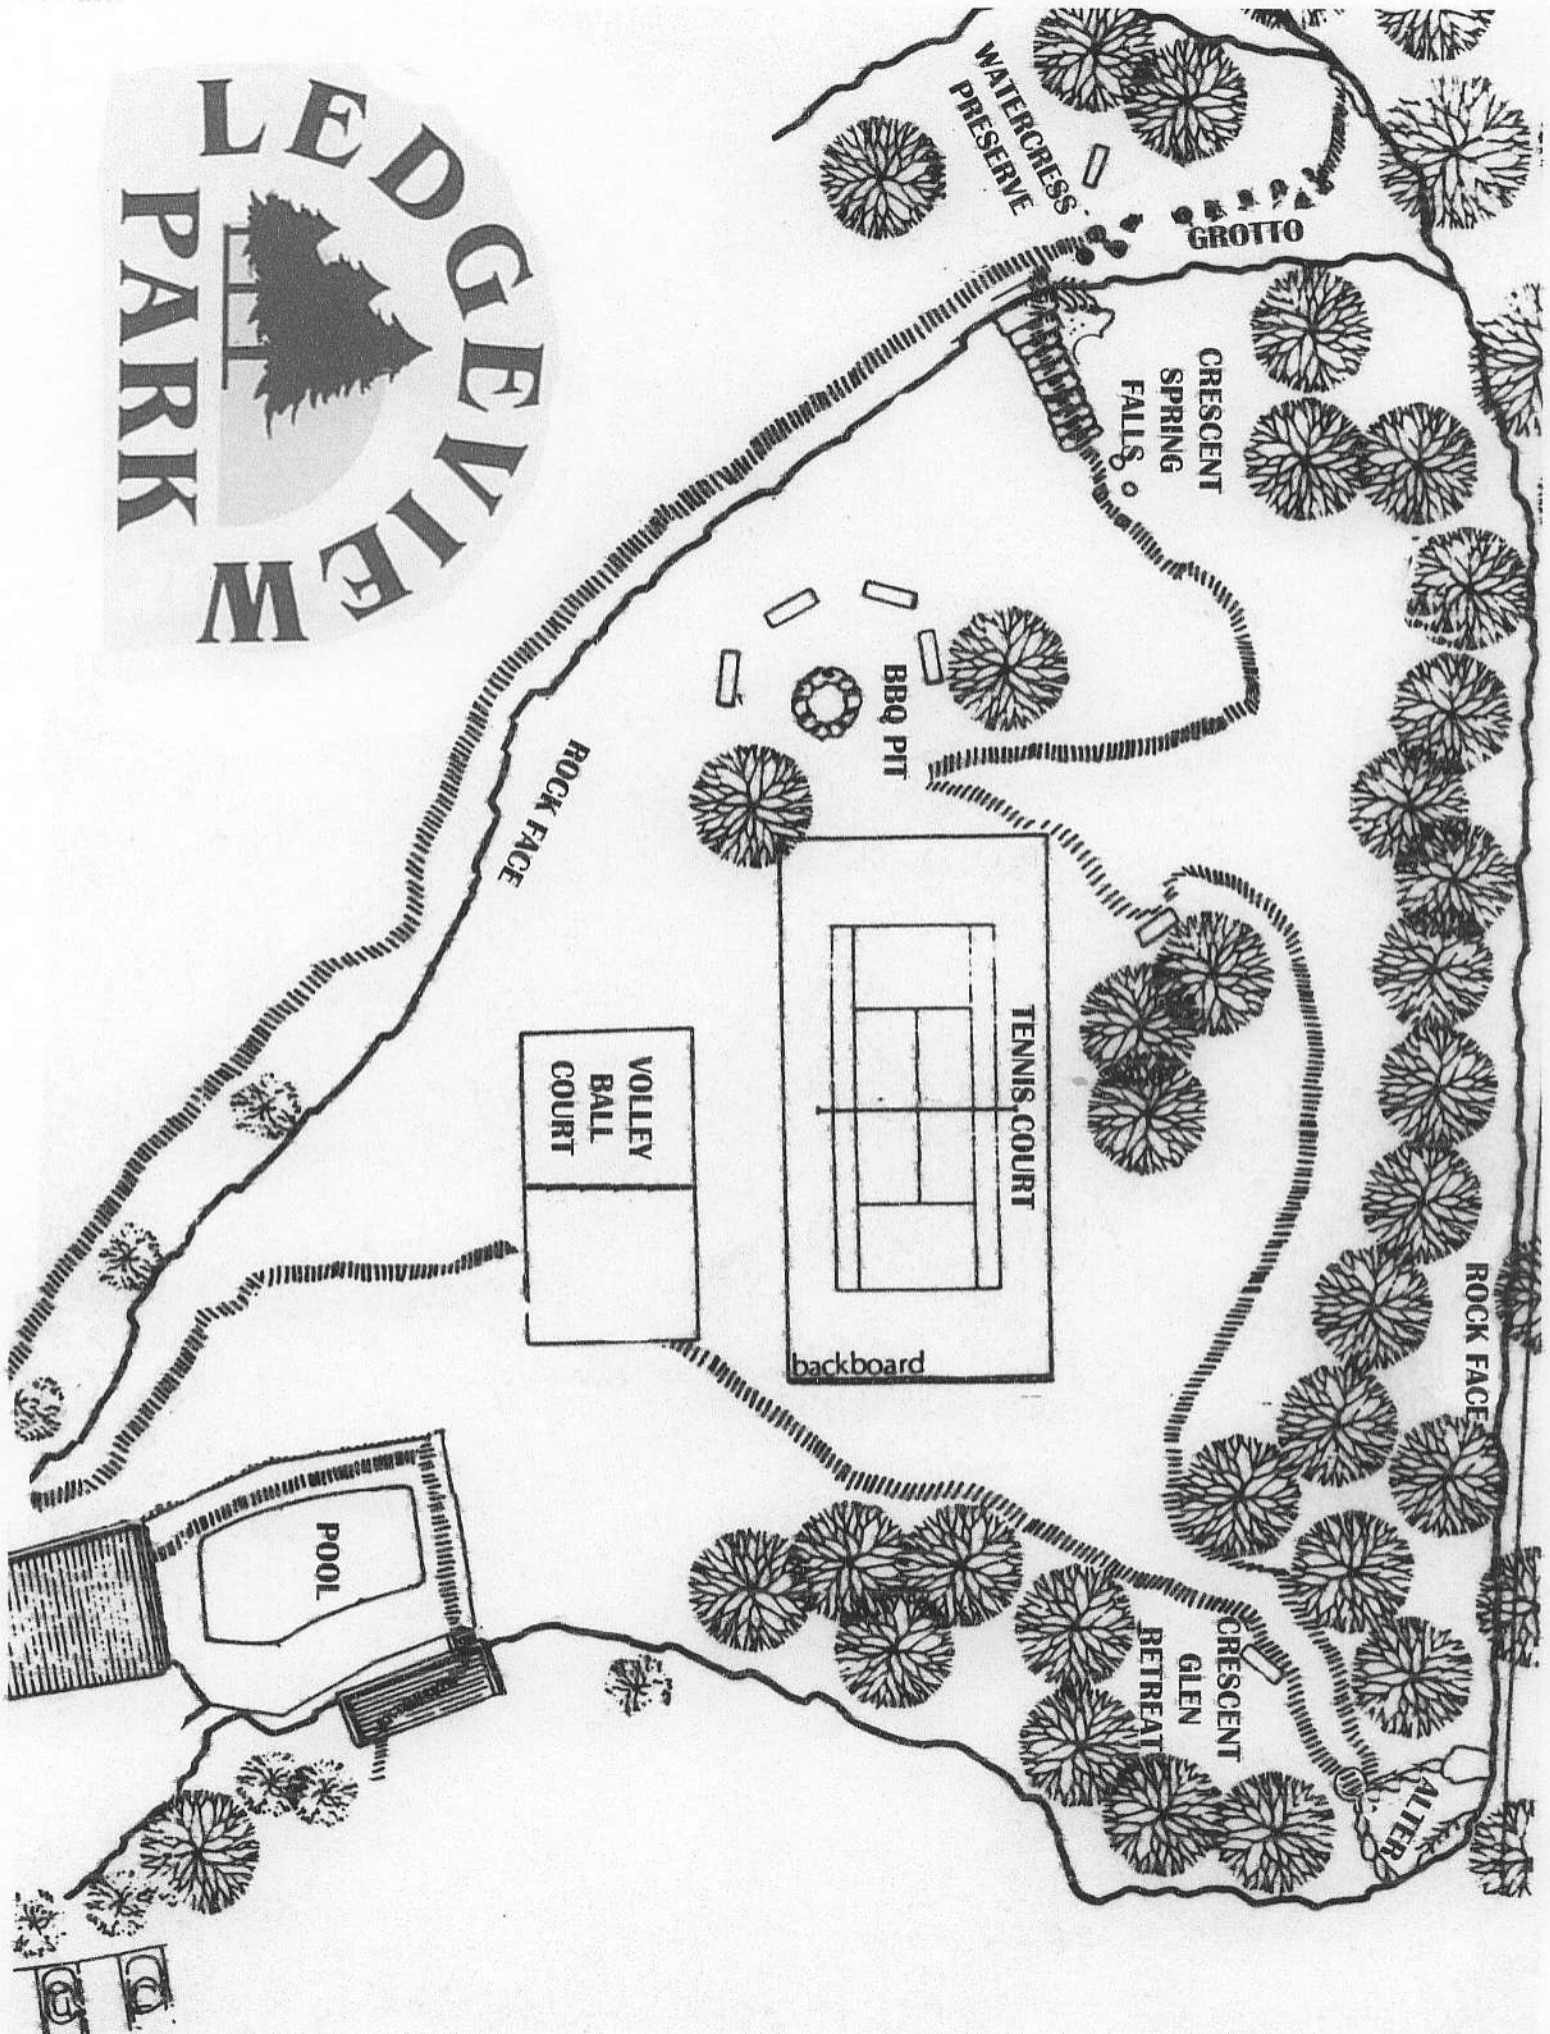 LEDGEVIEW
PARK
WATERCRESS
PRESERVE
GROTTO
CRESCENT
SPRING
FALLS
BBQ PIT
ROCK FACE
TENNIS COURT
VOLLEY
BALL
COURT
backboard
ROCK FACE
POOL
CRESCENT
GLEN
RETREAT
ALTER